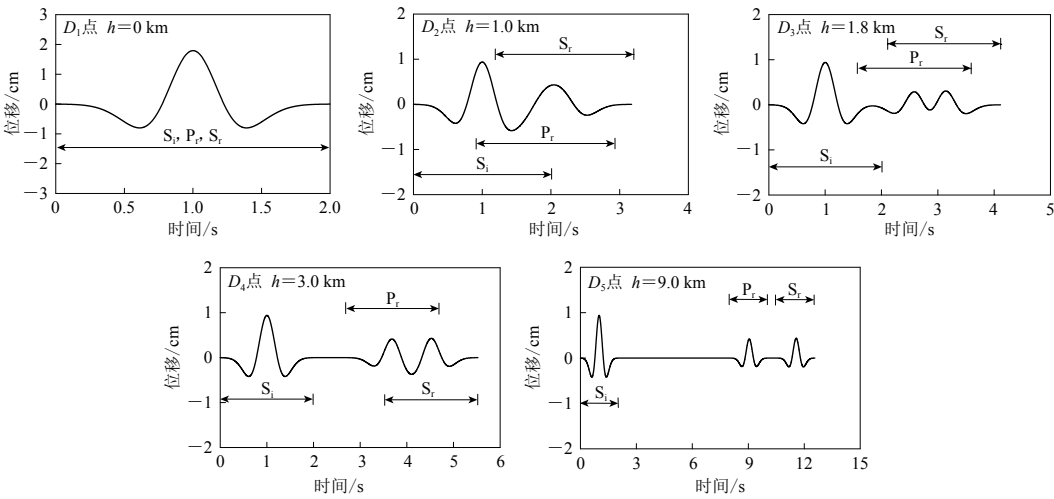 D₁点 h=0 km
位移/cm
3
2
1
0
−1
−2
−3
Sᵢ, Pᵣ, Sᵣ
0 0.5 1.0 1.5 2.0
时间/s
D₂点 h=1.0 km
位移/cm
2
1
0
−1
−2
Sᵣ
Pᵣ
Sᵢ
0 1 2 3 4
时间/s
D₃点 h=1.8 km
位移/cm
2
1
0
−1
−2
Sᵣ
Pᵣ
Sᵢ
0 1 2 3 4 5
时间/s
D₄点 h=3.0 km
位移/cm
2
1
0
−1
−2
Pᵣ
Sᵢ Sᵣ
0 1 2 3 4 5 6
时间/s
D₅点 h=9.0 km
位移/cm
2
1
0
−1
−2
Pᵣ Sᵣ
Sᵢ
0 3 6 9 12 15
时间/s